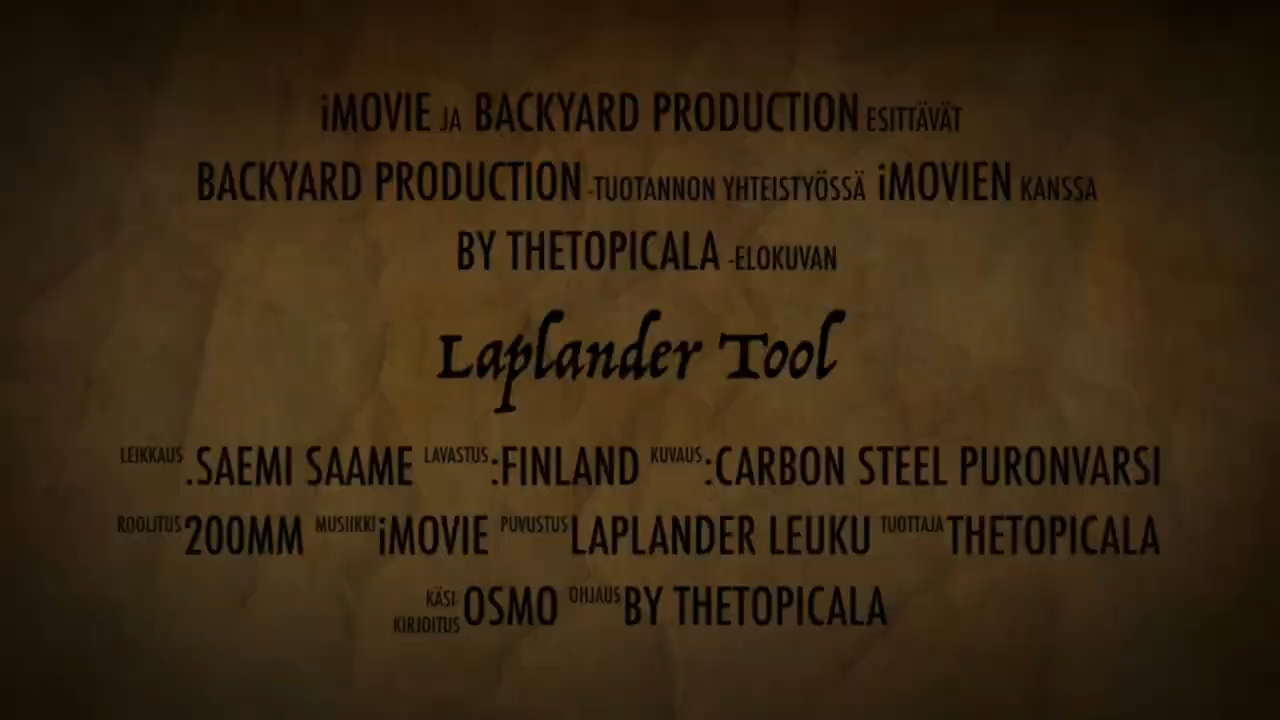 iMOVIE JA BACKYARD PRODUCTION ESITTÄVÄT
BACKYARD PRODUCTION -TUOTANNON YHTEISTYÖSSÄ iMOVIEN KANSSA
BY THETOPICALA -ELOKUVAN
Laplander Tool
LEIKKAUS .SAEMI SAAME LAVASTUS :FINLAND KUVAUS :CARBON STEEL PURONVARSI
ROOLITUS 200MM MUSIIKKI iMOVIE PUVUSTUS LAPLANDER LEUKU TUOTTAJA THETOPICALA
KÄSI-KIRJOITUS OSMO OHJAUS BY THETOPICALA